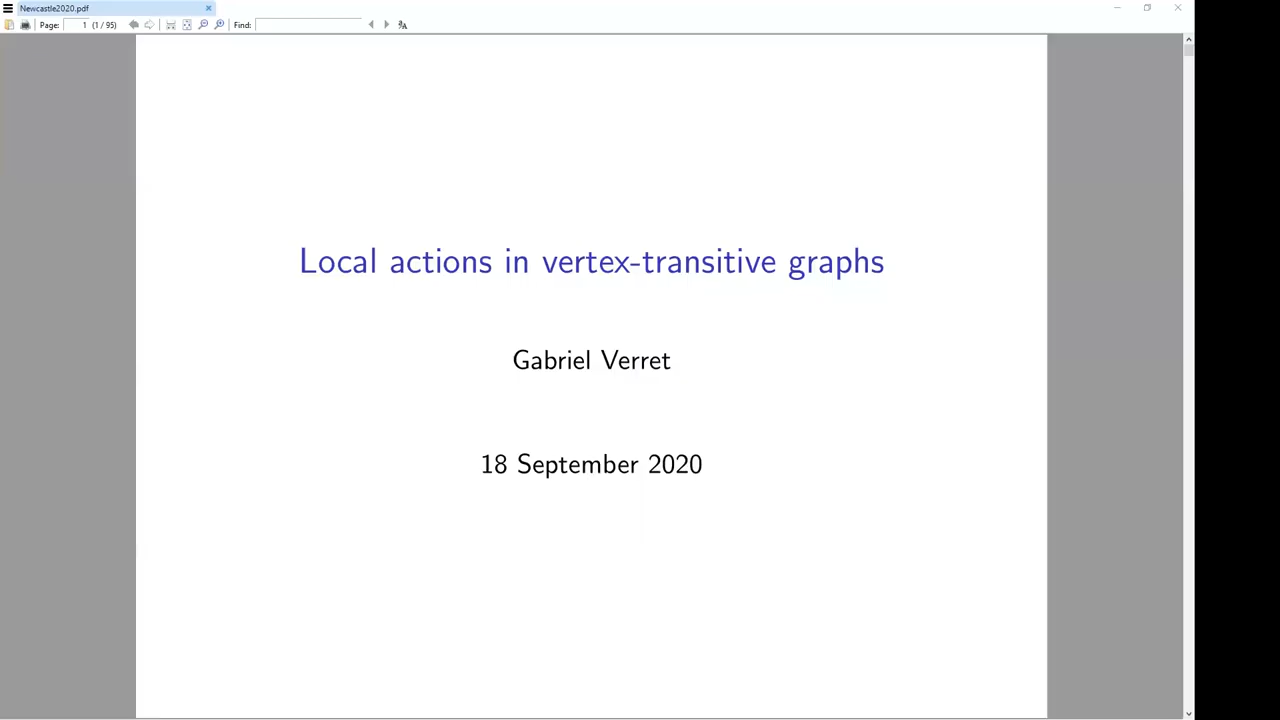 Newcastle2020.pdf
Page: 1 (1 / 95) Find:
Local actions in vertex-transitive graphs
Gabriel Verret
18 September 2020